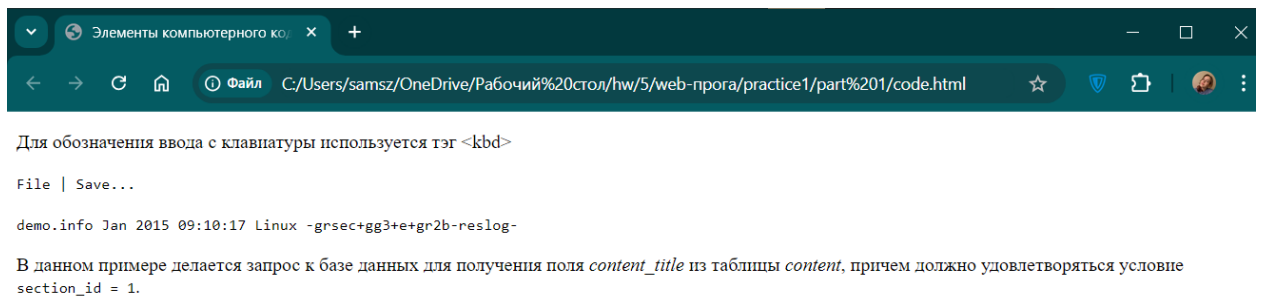 Элементы компьютерного код
Файл C:/Users/samsz/OneDrive/Рабочий%20стол/hw/5/web-прога/practice1/part%201/code.html
Для обозначения ввода с клавиатуры используется тэг <kbd>
File | Save...
demo.info Jan 2015 09:10:17 Linux -grsec+gg3+e+gr2b-reslog-
В данном примере делается запрос к базе данных для получения поля content_title из таблицы content, причем должно удовлетворяться условие
section_id = 1.